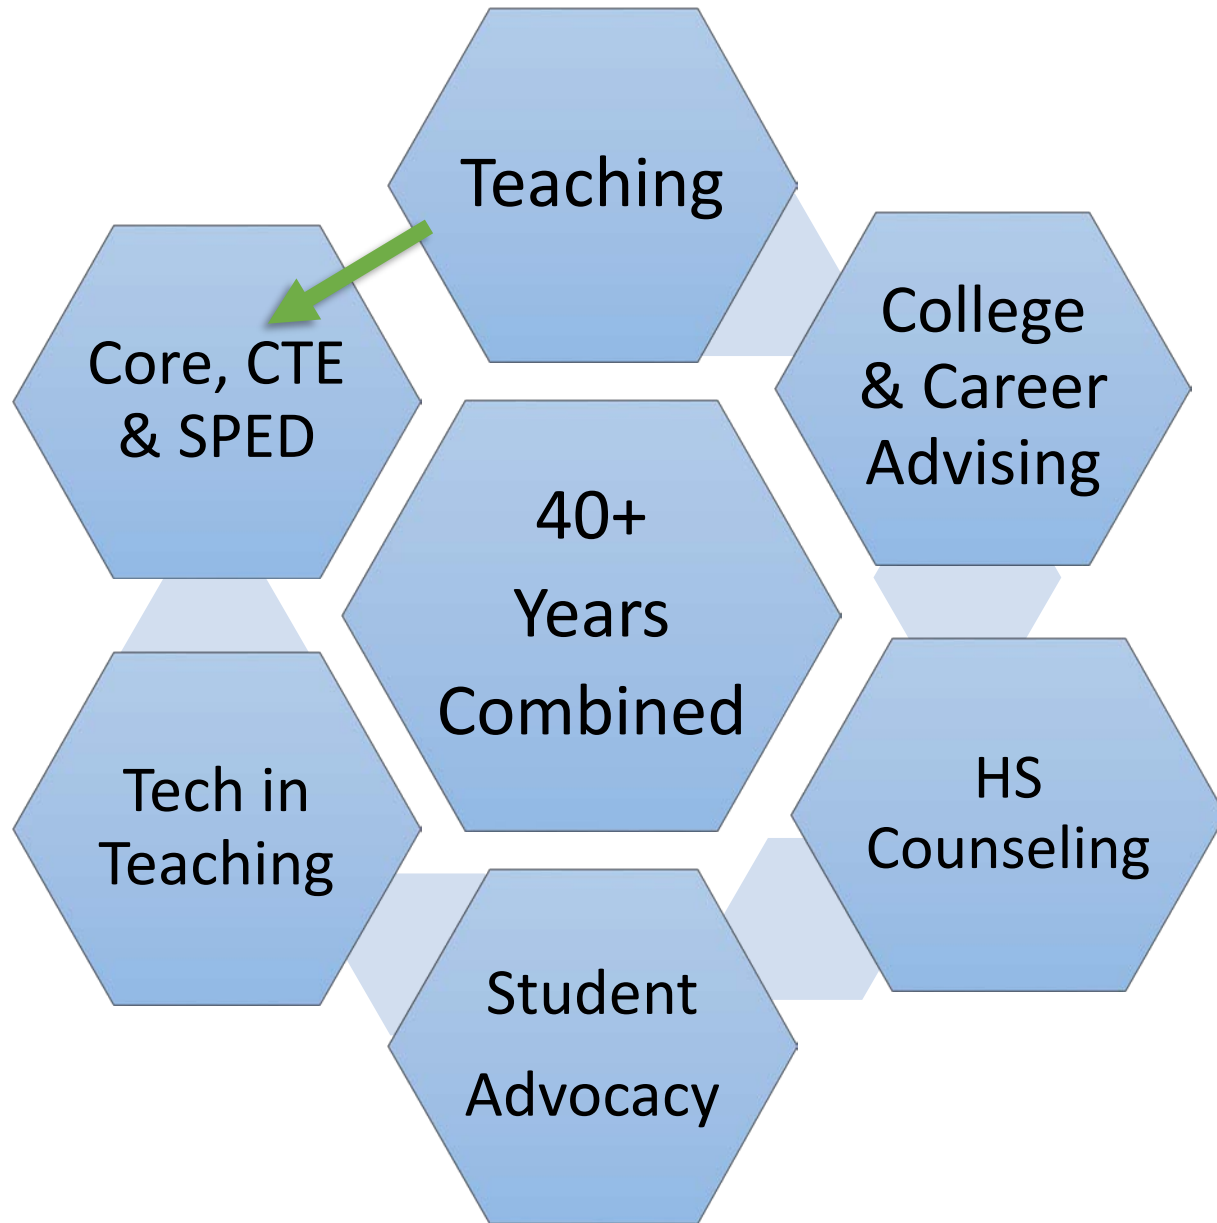 Teaching
College
& Career
Advising
Core, CTE
& SPED
40+
Years
Combined
HS
Counseling
Tech in
Teaching
Student
Advocacy